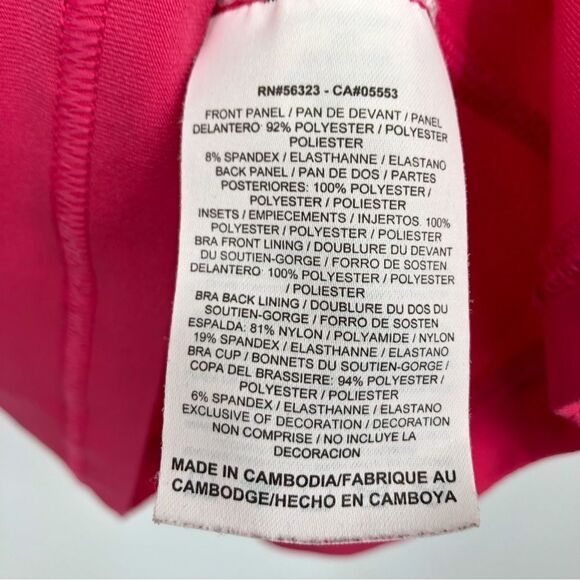 RN#56323 - CA#05553
FRONT PANEL / PAN DE DEVANT / PANEL
DELANTERO: 92% POLYESTER / POLYESTER
POLIESTER
8% SPANDEX / ELASTHANNE / ELASTANO
BACK PANEL / PAN DE DOS / PARTES
POSTERIORES: 100% POLYESTER /
POLYESTER / POLIESTER
INSETS / EMPIECEMENTS / INJERTOS: 100%
POLYESTER / POLYESTER / POLIESTER
BRA FRONT LINING / DOUBLURE DU DEVANT
DU SOUTIEN-GORGE / FORRO DE SOSTEN
DELANTERO: 100% POLYESTER / POLYESTER
/ POLIESTER
BRA BACK LINING / DOUBLURE DU DOS DU
SOUTIEN-GORGE / FORRO DE SOSTEN
ESPALDA: 81% NYLON / POLYAMIDE / NYLON
19% SPANDEX / ELASTHANNE / ELASTANO
BRA CUP / BONNETS DU SOUTIEN-GORGE /
COPA DEL BRASSIERE: 94% POLYESTER /
POLYESTER / POLIESTER
6% SPANDEX / ELASTHANNE / ELASTANO
EXCLUSIVE OF DECORATION / DECORATION
NON COMPRISE / NO INCLUYE LA
DECORACION
MADE IN CAMBODIA/FABRIQUE AU
CAMBODGE/HECHO EN CAMBOYA